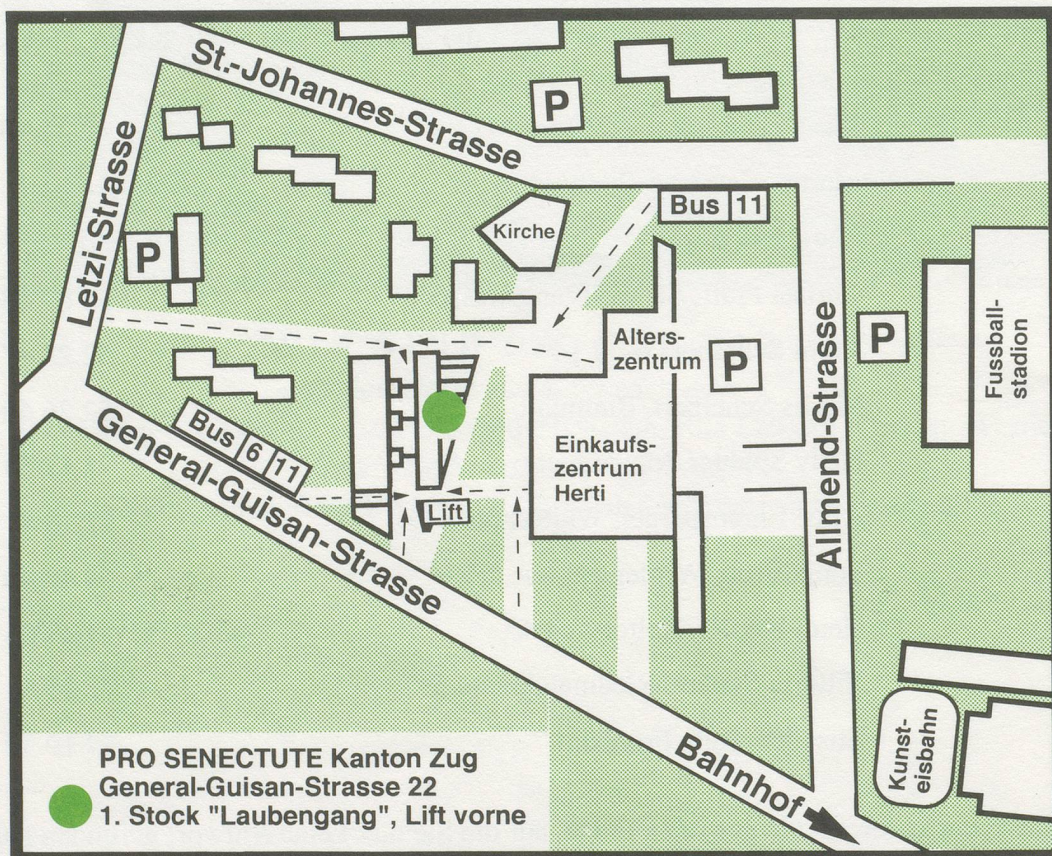 St.-Johannes-Strasse
P
Letzi-Strasse
P
Kirche
Bus 11
Alters-
zentrum
P
P
Allmend-Strasse
Fussball-
stadion
Bus 6 11
General-Guisan-Strasse
Einkaufs-
zentrum
Herti
Lift
Kunst-
eisbahn
Bahnhof
PRO SENECTUTE Kanton Zug
General-Guisan-Strasse 22
1. Stock "Laubengang", Lift vorne